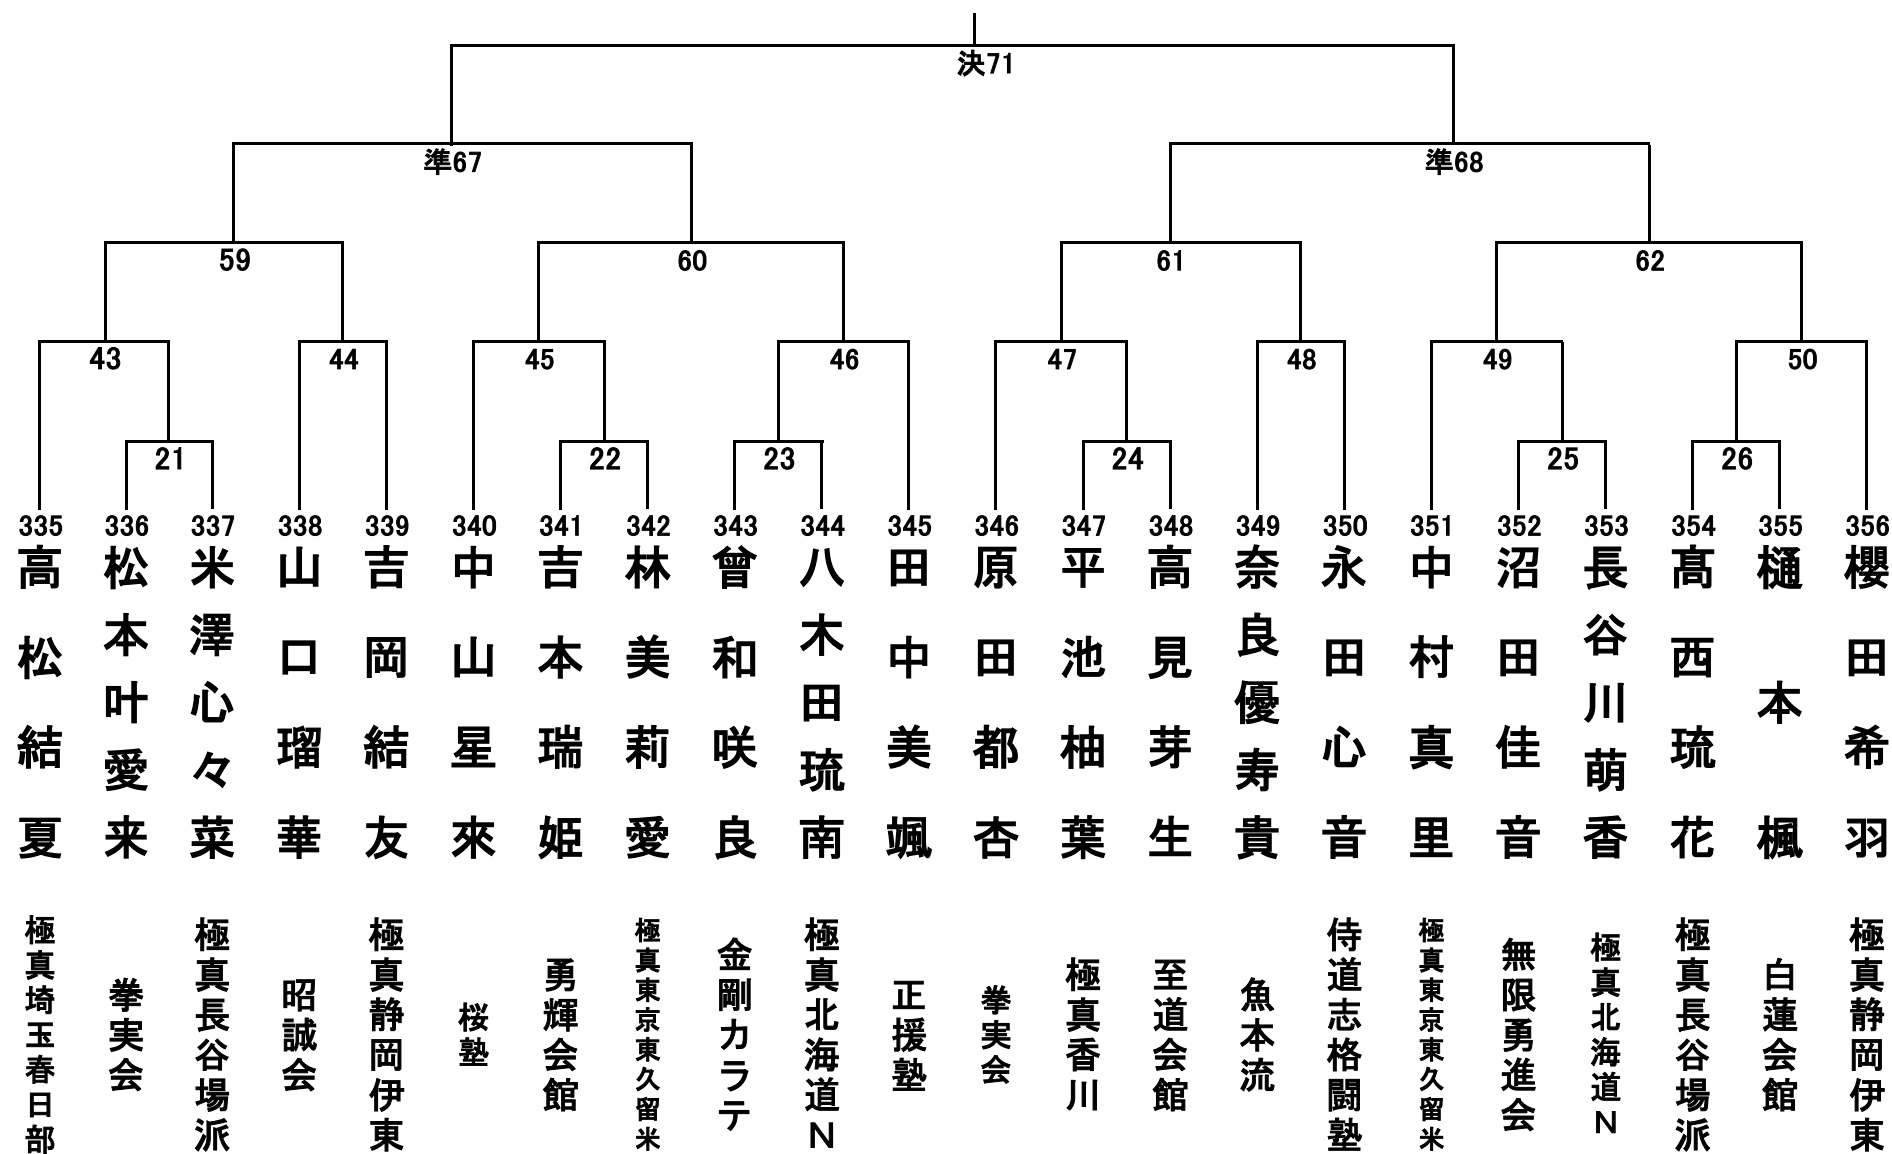 決71
準67
準68
59
60
61
62
43
44
45
46
47
48
49
50
21
22
23
24
25
26
335
高松結夏
極真埼玉春日部
336
松本叶愛来
拳実会
337
米澤心々菜
極真長谷場派
338
山口瑠華
昭誠会
339
吉岡結友
極真静岡伊東
340
中山星來
桜塾
341
吉本瑞姫
勇輝会館
342
林美莉愛
極真東京東久留米
343
曾和咲良
金剛カラテ
344
八木田琉南
極真北海道N
345
田中美颯
正援塾
346
原田都杏
拳実会
347
平池柚葉
極真香川
348
高見芽生
至道会館
349
奈良優寿貴
魚本流
350
永田心音
侍道志格闘塾
351
中村真里
極真東京東久留米
352
沼田佳音
無限勇進会
353
長谷川萌香
極真北海道N
354
髙西琉花
極真長谷場派
355
樋本楓
白蓮会館
356
櫻田希羽
極真静岡伊東